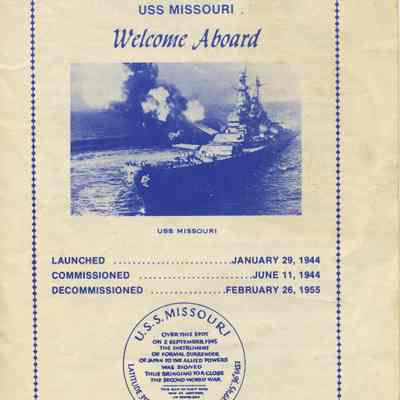 USS MISSOURI
Welcome Aboard
USS MISSOURI
LAUNCHED ..................... JANUARY 29, 1944
COMMISSIONED .................... JUNE 11, 1944
DECOMMISSIONED .............. FEBRUARY 26, 1955
U.S.S. MISSOURI
OVER THIS SPOT
ON 2 SEPTEMBER 1945
THE INSTRUMENT
OF FORMAL SURRENDER
OF JAPAN TO THE ALLIED POWERS
WAS SIGNED
THUS BRINGING TO A CLOSE
THE SECOND WORLD WAR
LATITUDE